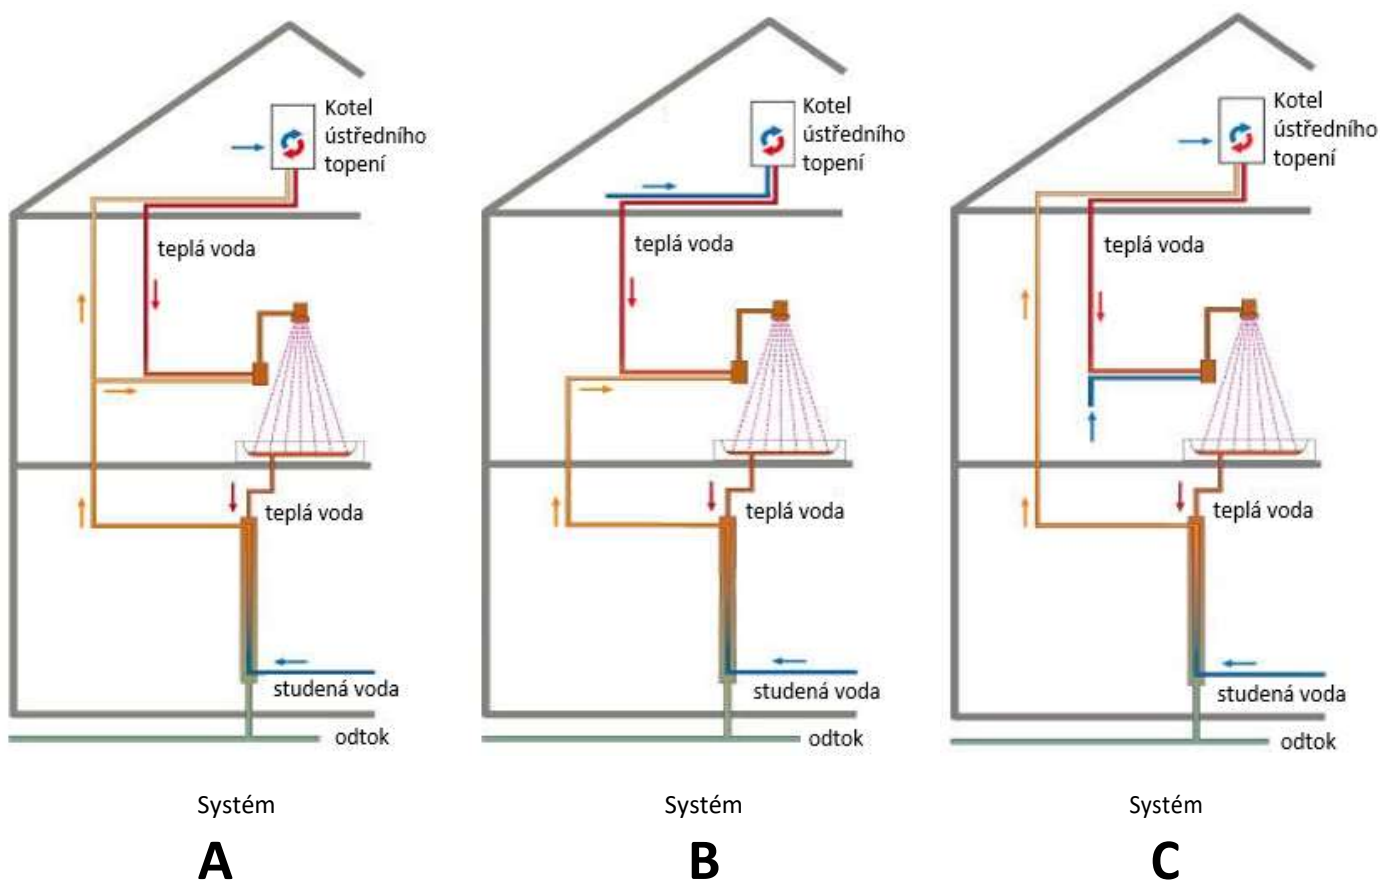 Kotel
ústředního
topení
teplá voda
teplá voda
studená voda
odtok
Systém
A
Kotel
ústředního
topení
teplá voda
teplá voda
studená voda
odtok
Systém
B
Kotel
ústředního
topení
teplá voda
teplá voda
studená voda
odtok
Systém
C